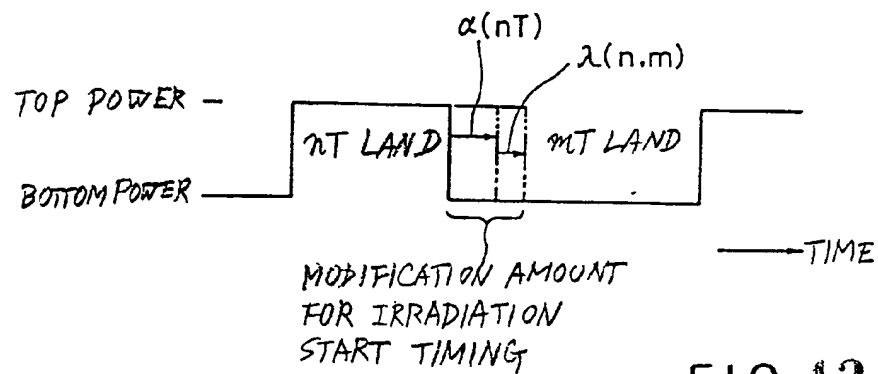 α(nT)
λ(n.m)
TOP POWER
nT LAND
mT LAND
BOTTOM POWER
TIME
MODIFICATION AMOUNT
FOR IRRADIATION
START TIMING